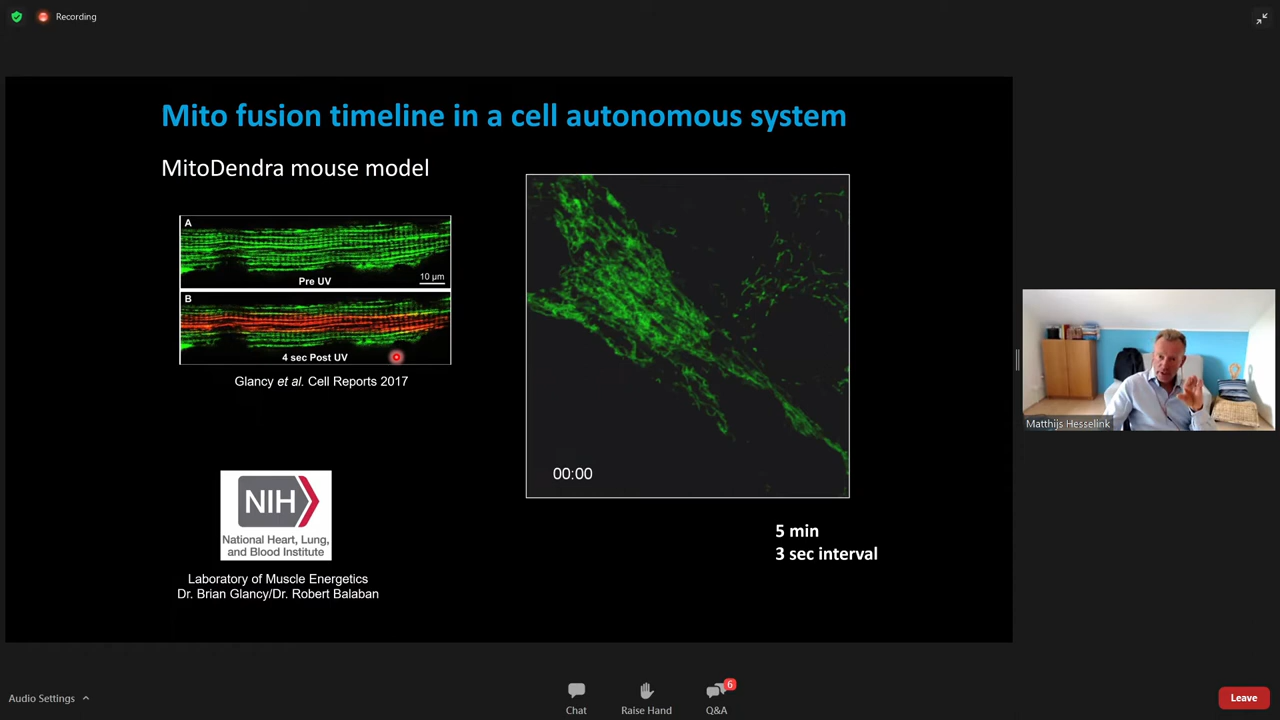 Recording
Mito fusion timeline in a cell autonomous system
MitoDendra mouse model
A
Pre UV
10 µm
B
4 sec Post UV
Glancy et al. Cell Reports 2017
00:00
5 min
3 sec interval
NIH
National Heart, Lung,
and Blood Institute
Laboratory of Muscle Energetics
Dr. Brian Glancy/Dr. Robert Balaban
Matthijs Hesselink
Audio Settings
Chat
Raise Hand
6
Q&A
Leave